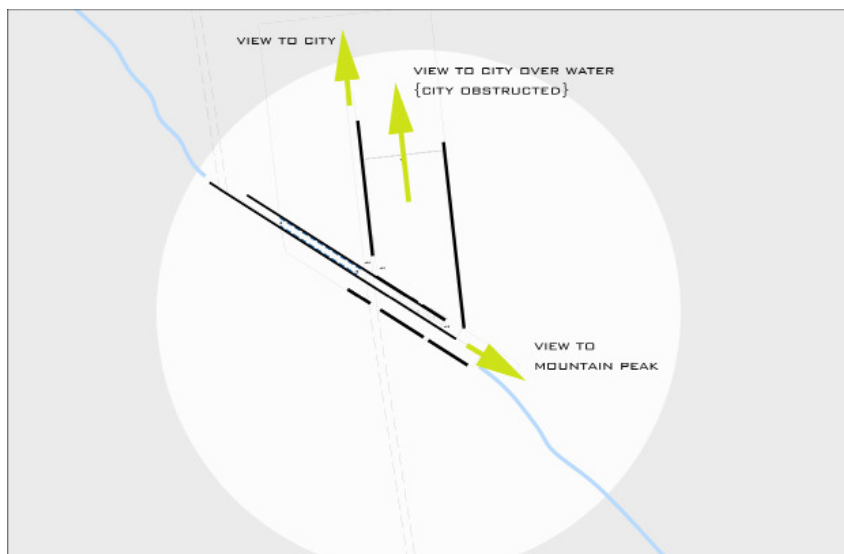 VIEW TO CITY
VIEW TO CITY OVER WATER
{CITY OBSTRUCTED}
VIEW TO
MOUNTAIN PEAK